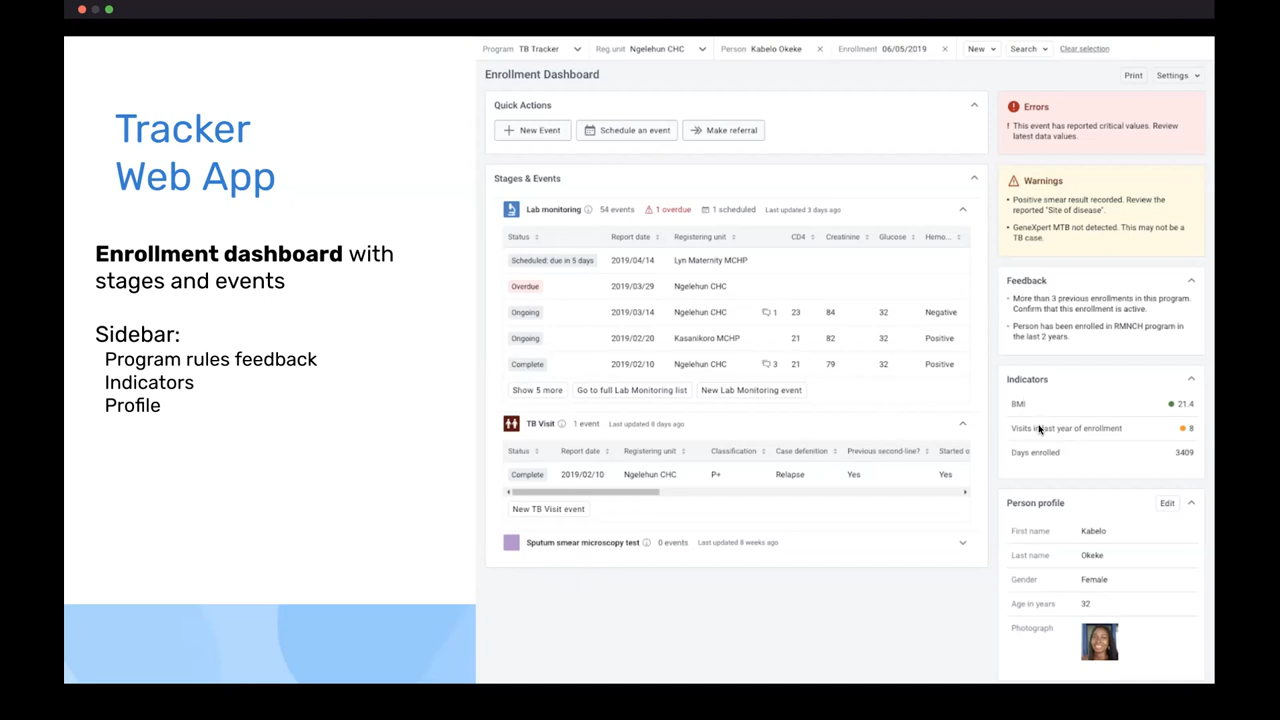 Tracker
Web App
Enrollment dashboard with
stages and events
Sidebar:
Program rules feedback
Indicators
Profile
Program TB Tracker Reg.unit Ngelehun CHC Person Kabelo Okeke Enrollment 06/05/2019 New Search Clear selection
Enrollment Dashboard
Print Settings
Quick Actions
New Event Schedule an event Make referral
Stages & Events
Lab monitoring 54 events 1 overdue 1 scheduled Last updated 3 days ago
Status Report date Registering unit CD4 Creatinine Glucose Hemo...
Scheduled: due in 5 days 2019/04/14 Lyn Maternity MCHP
Overdue 2019/03/29 Ngelehun CHC
Ongoing 2019/03/14 Ngelehun CHC 1 23 84 32 Negative
Ongoing 2019/02/20 Kasanikoro MCHP 21 82 32 Positive
Complete 2019/02/10 Ngelehun CHC 3 21 79 32 Positive
Show 5 more Go to full Lab Monitoring list New Lab Monitoring event
TB Visit 1 event Last updated 8 days ago
Status Report date Registering unit Classification Case defenition Previous second-line? Started o
Complete 2019/02/10 Ngelehun CHC P+ Relapse Yes Yes
New TB Visit event
Sputum smear microscopy test 0 events Last updated 8 weeks ago
Errors
! This event has reported critical values. Review
latest data values.
Warnings
• Positive smear result recorded. Review the
reported "Site of disease".
• GeneXpert MTB not detected. This may not be a
TB case.
Feedback
• More than 3 previous enrollments in this program.
Confirm that this enrollment is active.
• Person has been enrolled in RMNCH program in
the last 2 years.
Indicators
BMI 21.4
Visits in last year of enrollment 8
Days enrolled 3409
Person profile Edit
First name Kabelo
Last name Okeke
Gender Female
Age in years 32
Photograph